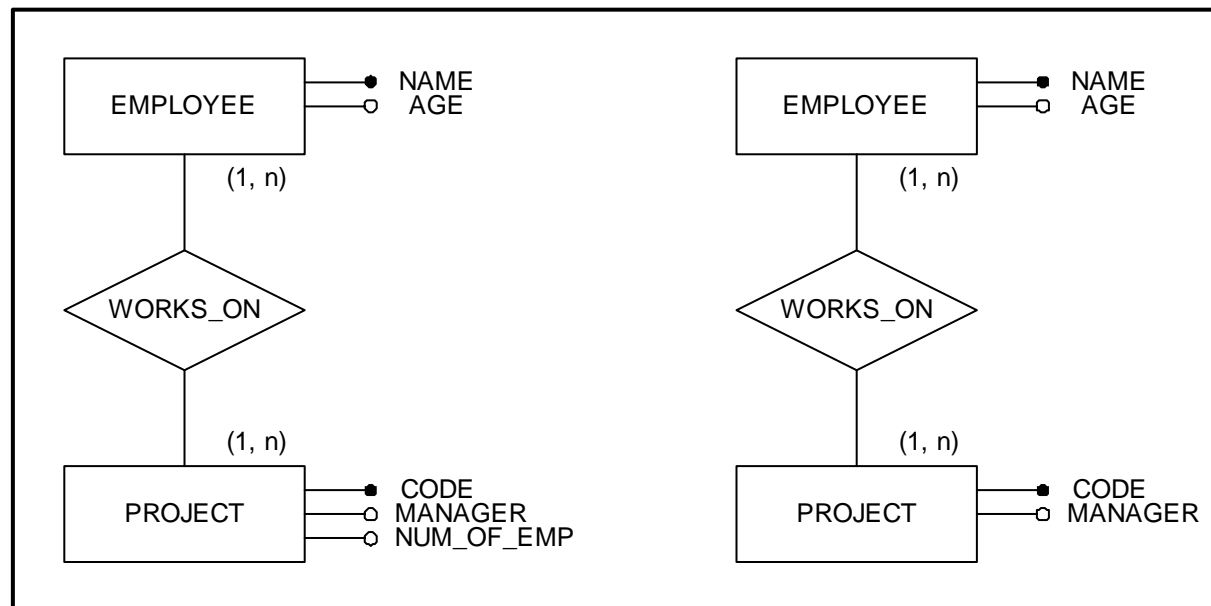 EMPLOYEE
NAME
AGE
(1, n)
WORKS_ON
(1, n)
PROJECT
CODE
MANAGER
NUM_OF_EMP
EMPLOYEE
NAME
AGE
(1, n)
WORKS_ON
(1, n)
PROJECT
CODE
MANAGER